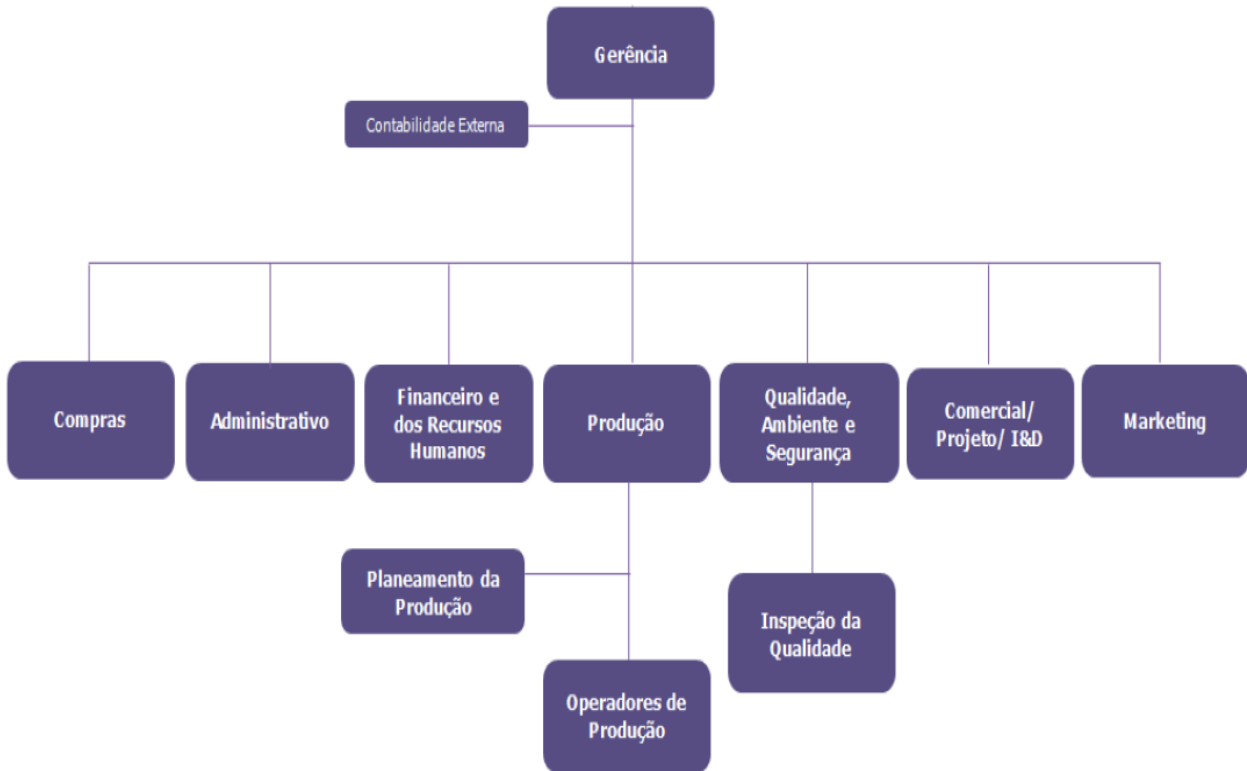 Gerência
Contabilidade Externa
Compras
Administrativo
Financeiro e
dos Recursos
Humanos
Produção
Qualidade,
Ambiente e
Segurança
Comercial/
Projeto/ I&D
Marketing
Planeamento da
Produção
Inspeção da
Qualidade
Operadores de
Produção